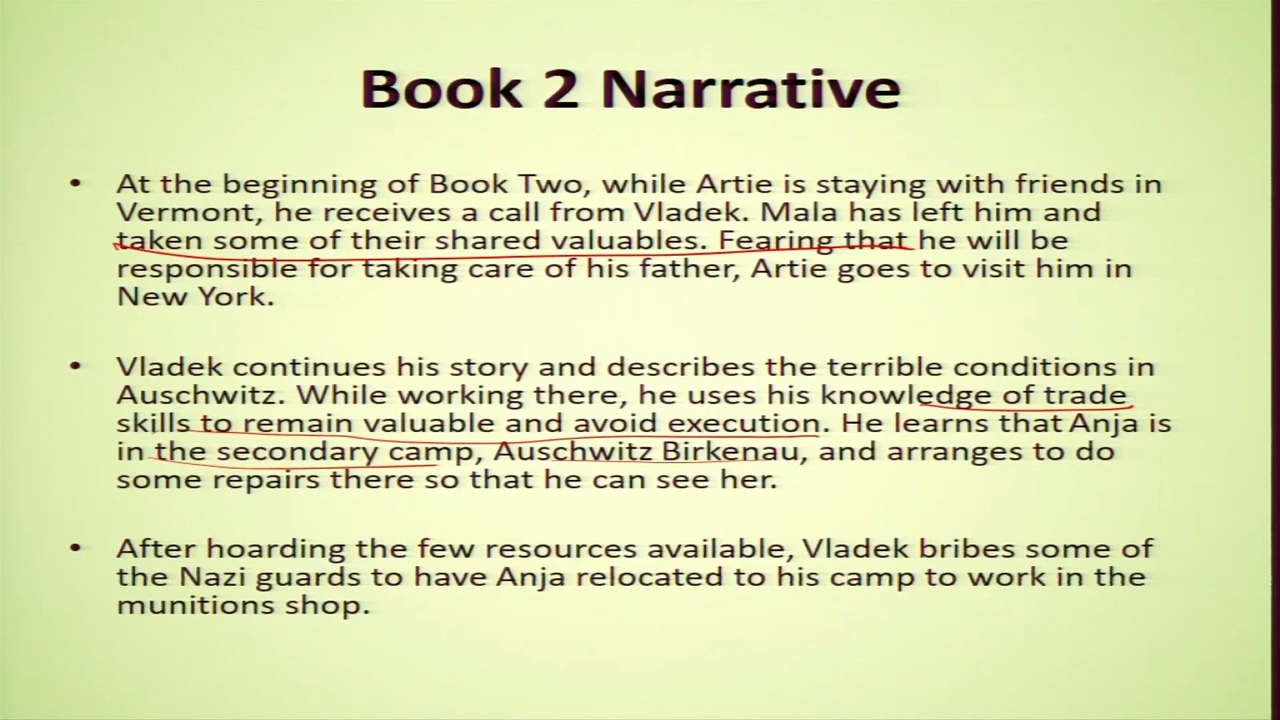 Book 2 Narrative
• At the beginning of Book Two, while Artie is staying with friends in
Vermont, he receives a call from Vladek. Mala has left him and
taken some of their shared valuables. Fearing that he will be
responsible for taking care of his father, Artie goes to visit him in
New York.
• Vladek continues his story and describes the terrible conditions in
Auschwitz. While working there, he uses his knowledge of trade
skills to remain valuable and avoid execution. He learns that Anja is
in the secondary camp, Auschwitz Birkenau, and arranges to do
some repairs there so that he can see her.
• After hoarding the few resources available, Vladek bribes some of
the Nazi guards to have Anja relocated to his camp to work in the
munitions shop.